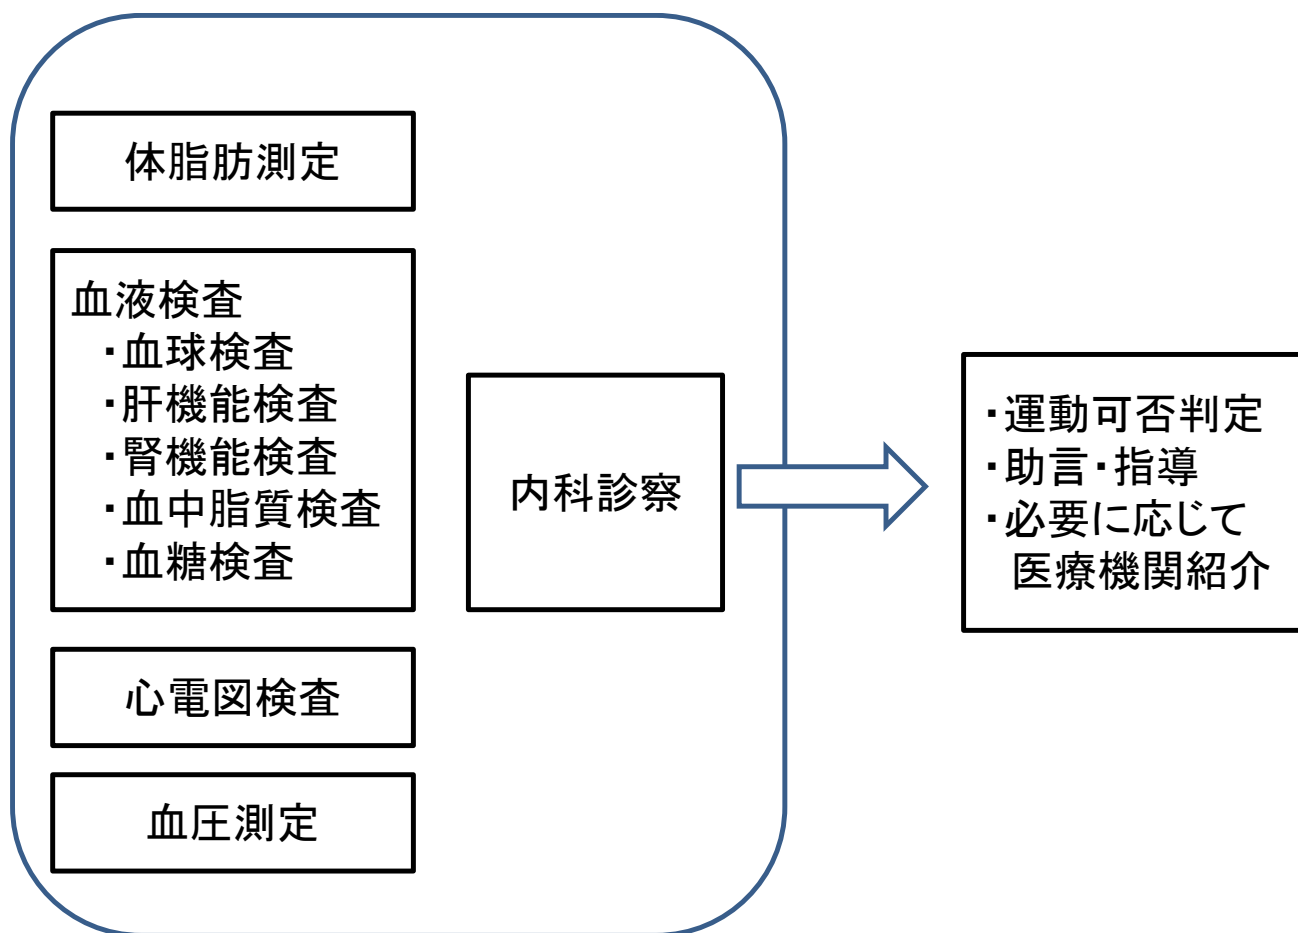 体脂肪測定
血液検査
・血球検査
・肝機能検査
・腎機能検査
・血中脂質検査
・血糖検査
心電図検査
血圧測定
内科診察
・運動可否判定
・助言・指導
・必要に応じて
医療機関紹介